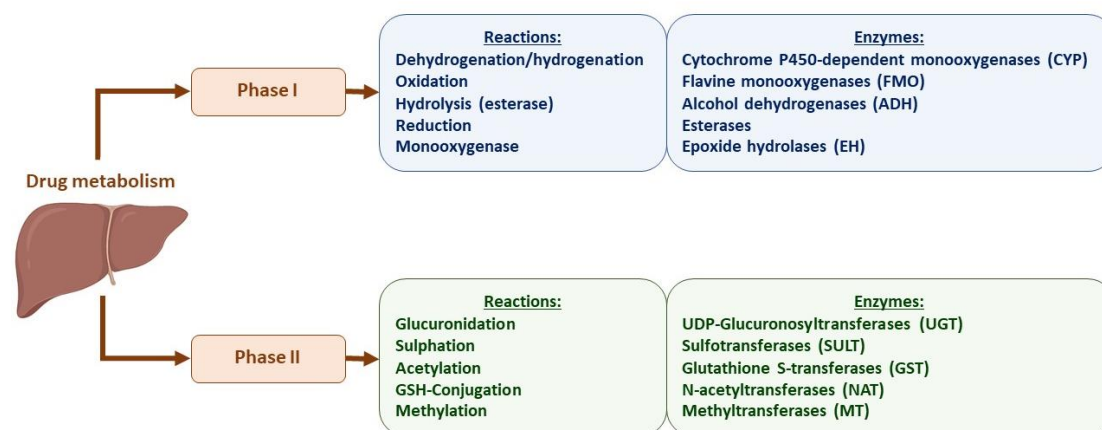 Drug metabolism
Phase I
Reactions:
Dehydrogenation/hydrogenation
Oxidation
Hydrolysis (esterase)
Reduction
Monooxygenase
Enzymes:
Cytochrome P450-dependent monooxygenases (CYP)
Flavine monooxygenases (FMO)
Alcohol dehydrogenases (ADH)
Esterases
Epoxide hydrolases (EH)
Phase II
Reactions:
Glucuronidation
Sulphation
Acetylation
GSH-Conjugation
Methylation
Enzymes:
UDP-Glucuronosyltransferases (UGT)
Sulfotransferases (SULT)
Glutathione S-transferases (GST)
N-acetyltransferases (NAT)
Methyltransferases (MT)